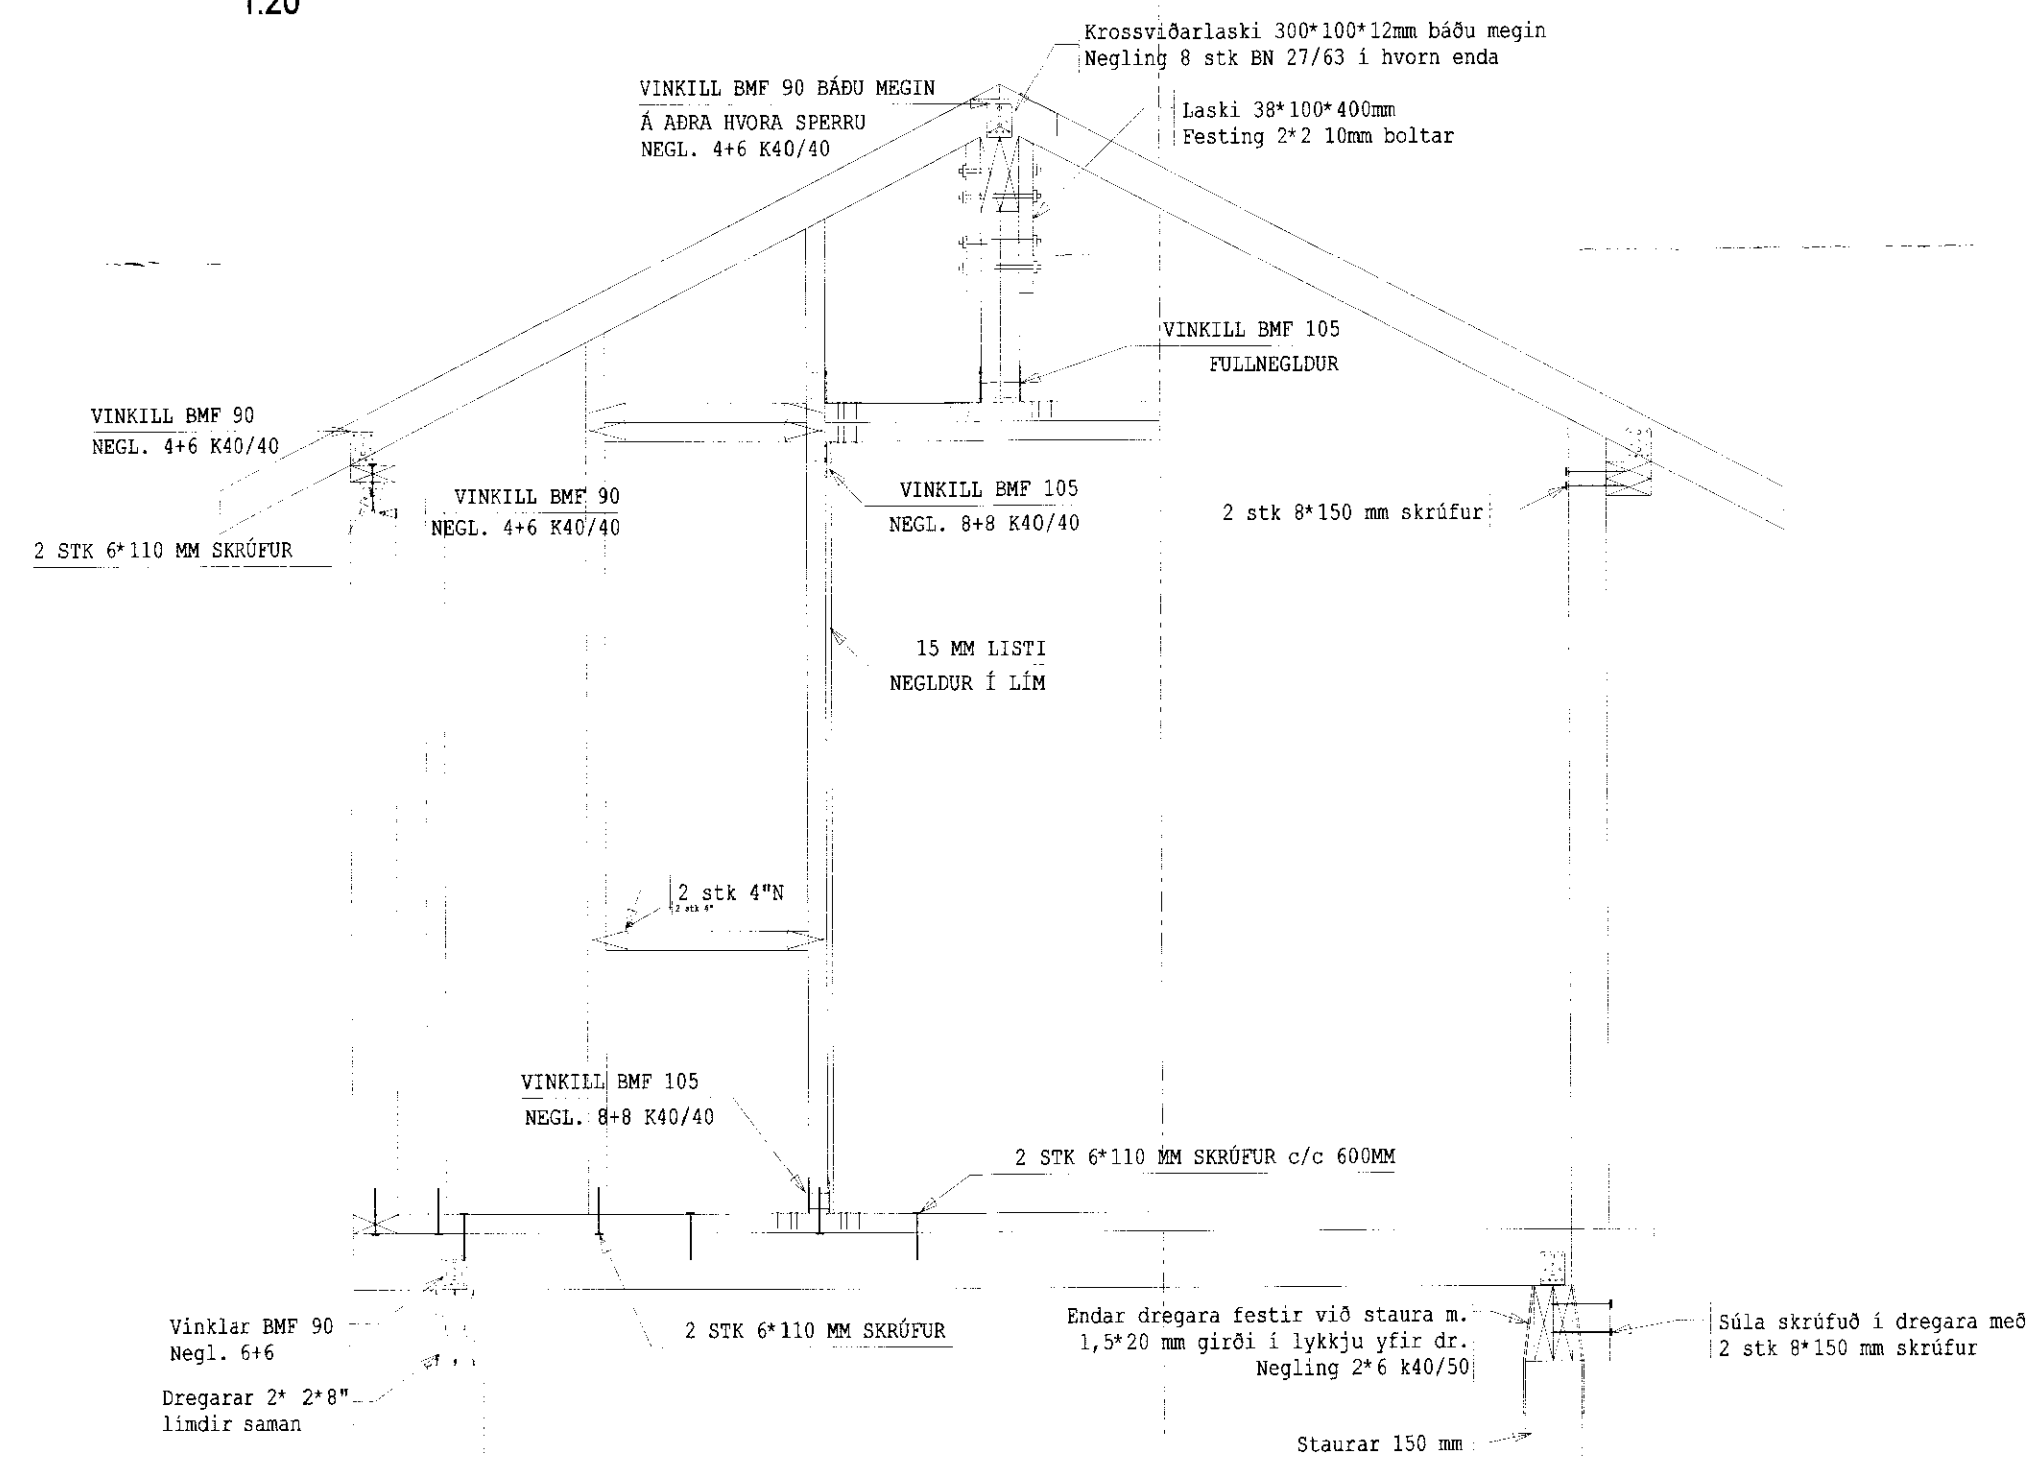 1:20
Krossviðarlaski 300*100*12mm báðu megin
Negling 8 stk BN 27/63 í hvorn enda
VINKILL BMF 90 BÁÐU MEGIN
Á AÐRA HVORA SPERRU
NEGL. 4+6 K40/40
Laski 38*100*400mm
Festing 2*2 10mm boltar
VINKILL BMF 105
FULLNEGLDUR
VINKILL BMF 90
NEGL. 4+6 K40/40
VINKILL BMF 90
NEGL. 4+6 K40/40
VINKILL BMF 105
NEGL. 8+8 K40/40
2 stk 8*150 mm skrúfur
2 STK 6*110 MM SKRÚFUR
15 MM LISTI
NEGLDUR Í LÍM
2 stk 4"N
2 stk 4"
VINKILL BMF 105
NEGL. 8+8 K40/40
2 STK 6*110 MM SKRÚFUR c/c 600MM
Vinklar BMF 90
Negl. 6+6
2 STK 6*110 MM SKRÚFUR
Endar dregara festir við staura m.
1,5*20 mm girði í lykkju yfir dr.
Negling 2*6 k40/50
Súla skrúfuð í dregara með
2 stk 8*150 mm skrúfur
Dregarar 2* 2*8"
límdir saman
Staurar 150 mm